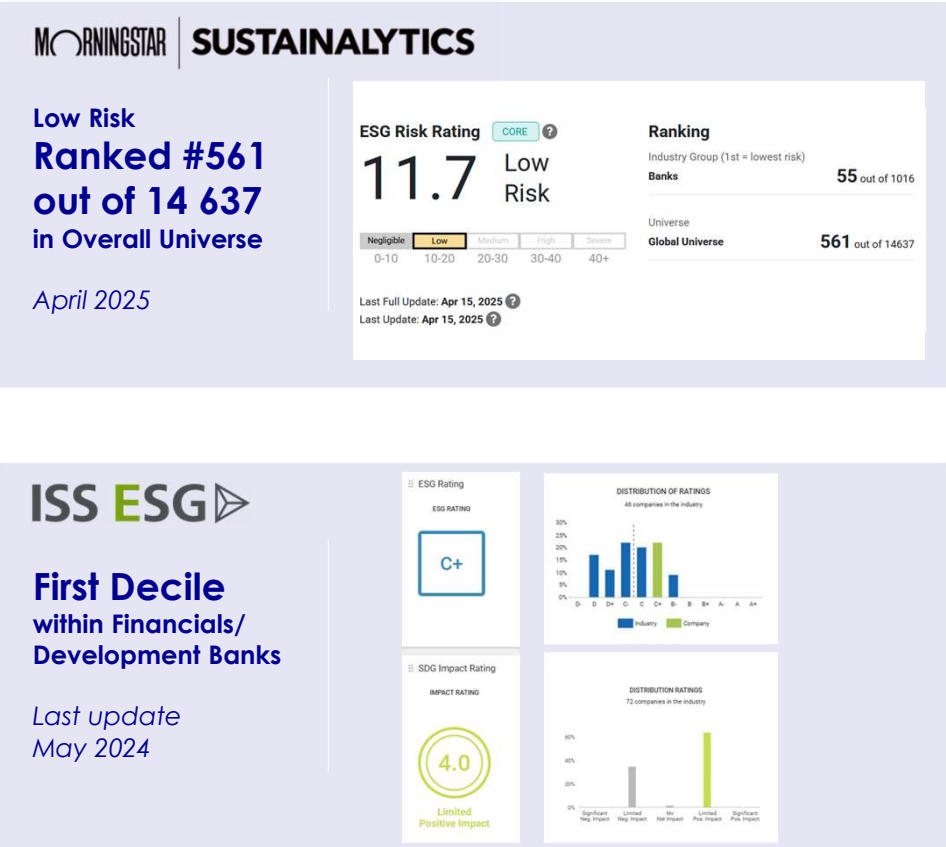 MORNINGSTAR | SUSTAINALYTICS
Low Risk
Ranked #561
out of 14 637
in Overall Universe
April 2025
ESG Risk Rating CORE ?
11.7 Low
Risk
Negligible Low Medium High Severe
0-10 10-20 20-30 30-40 40+
Last Full Update: Apr 15, 2025 ?
Last Update: Apr 15, 2025 ?
Ranking
Industry Group (1st = lowest risk)
Banks 55 out of 1016
Universe
Global Universe 561 out of 14637
ISS ESG
First Decile
within Financials/
Development Banks
Last update
May 2024
ESG Rating
ESG RATING
C+
DISTRIBUTION OF RATINGS
46 companies in the industry
30%
25%
20%
15%
10%
5%
0%
D- D D+ C- C C+ B- B B+ A- A A+
Industry Company
SDG Impact Rating
IMPACT RATING
4.0
Limited
Positive Impact
DISTRIBUTION RATINGS
72 companies in the industry
60%
40%
20%
0%
Significant Limited No Limited Significant
Neg. Impact Neg. Impact Net Impact Pos. Impact Pos. Impact